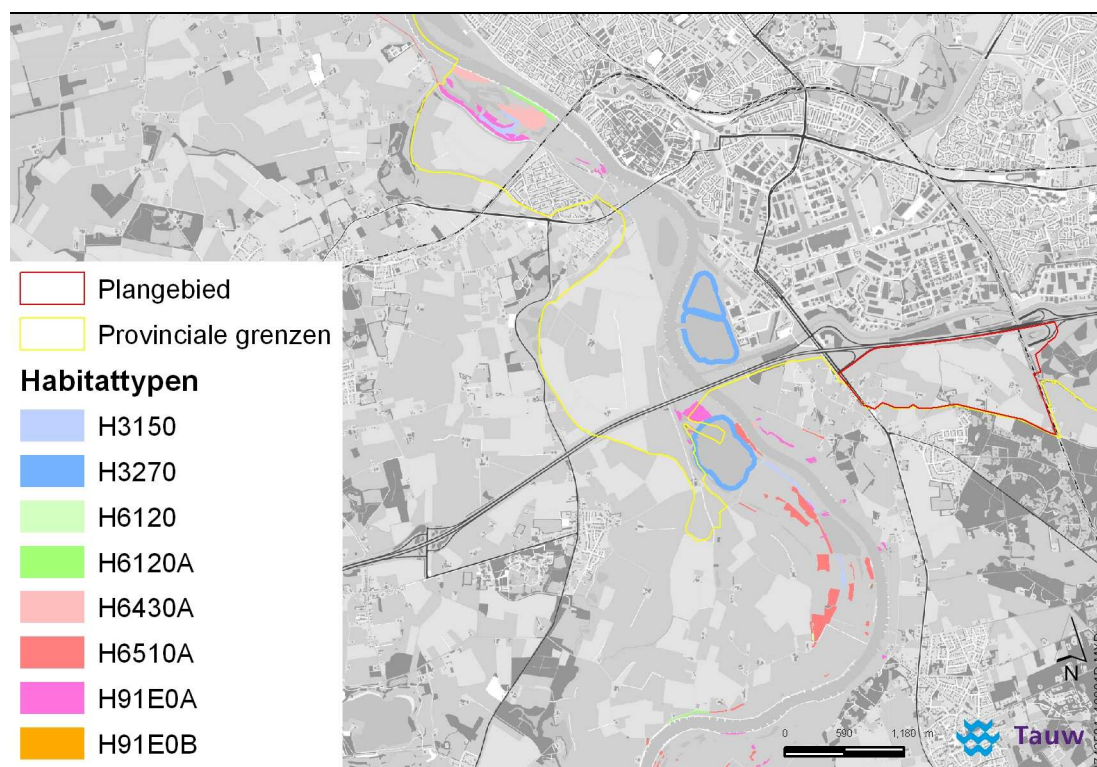 Plangebied
Provinciale grenzen
Habitattypen
H3150
H3270
H6120
H6120A
H6430A
H6510A
H91E0A
H91E0B
N
0 590 1,180 m
Tauw